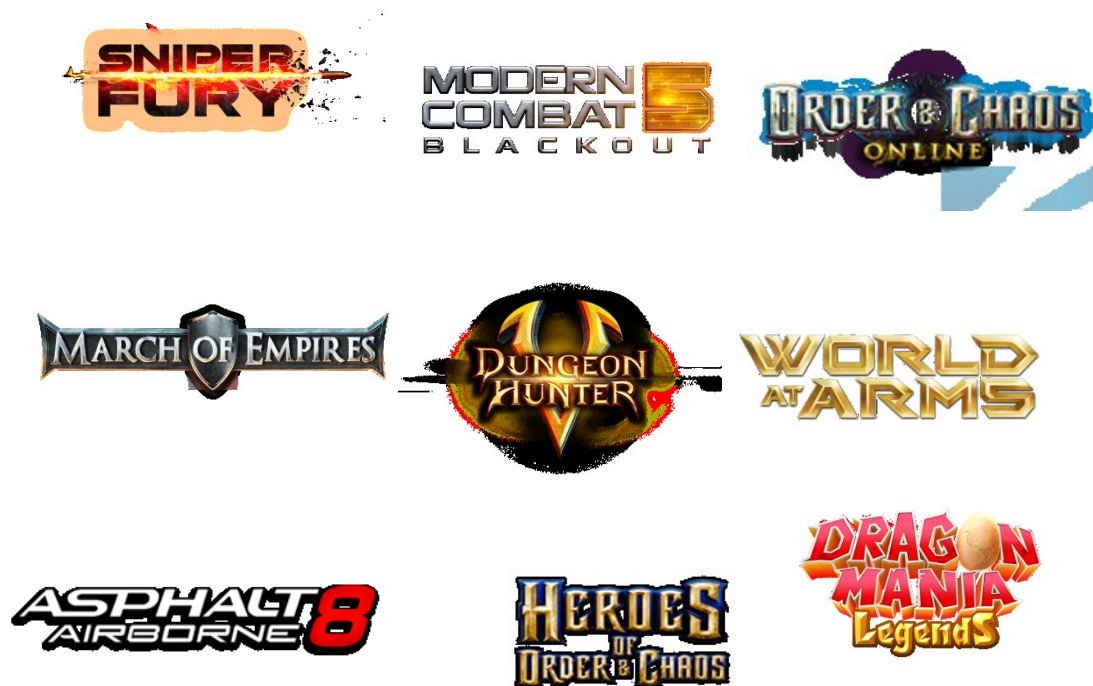 SNIPER
FURY
MODERN
COMBAT 5
BLACKOUT
ORDER & CHAOS
ONLINE
MARCH OF EMPIRES
DUNGEON
HUNTER
V
WORLD
AT ARMS
ASPHALT 8
AIRBORNE
HEROES
OF
ORDER & CHAOS
DRAGON
MANIA
Legends